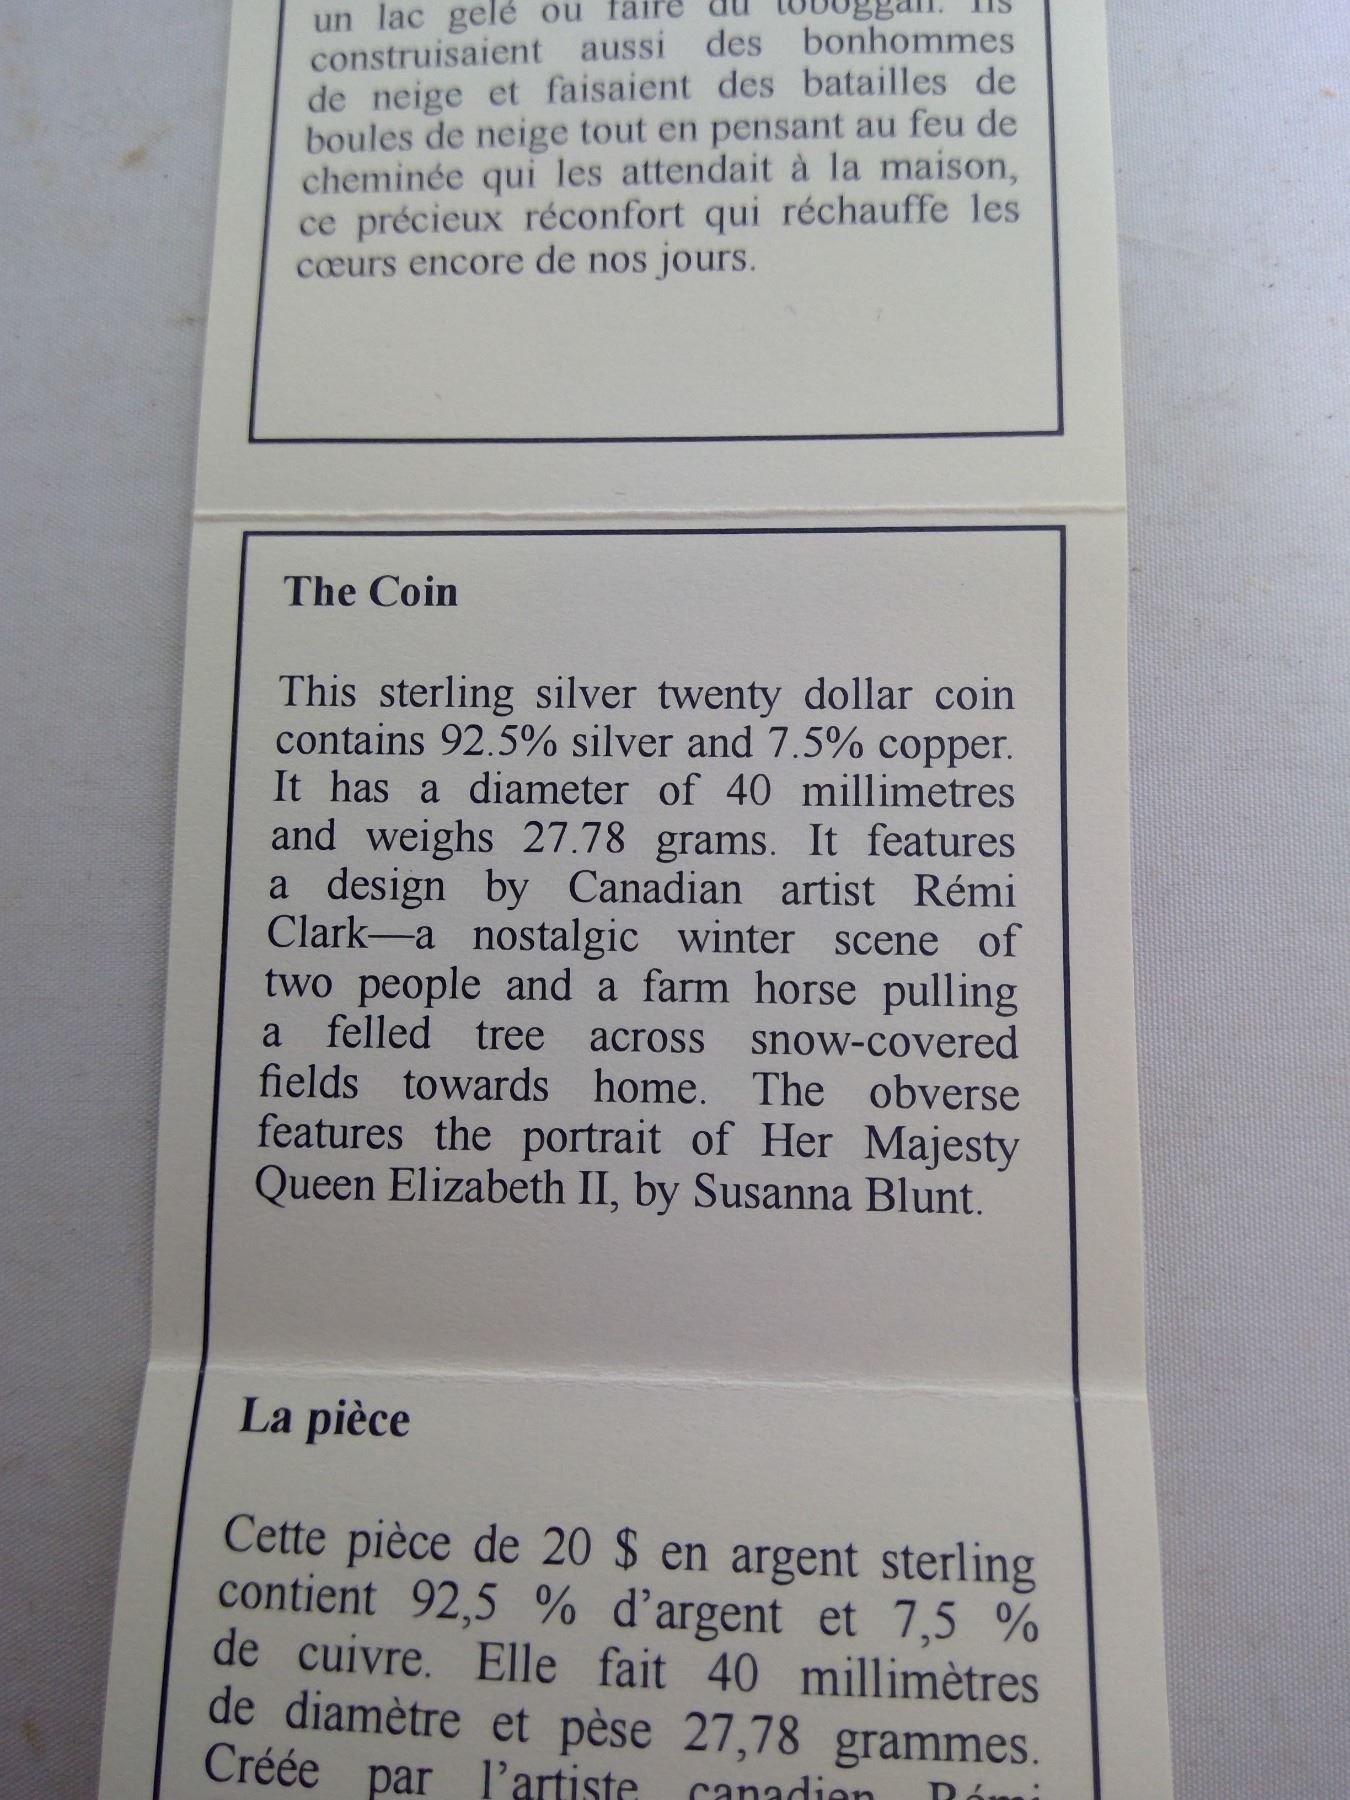 un lac gelé ou faire du toboggan. Ils
construisaient aussi des bonhommes
de neige et faisaient des batailles de
boules de neige tout en pensant au feu de
cheminée qui les attendait à la maison,
ce précieux réconfort qui réchauffe les
cœurs encore de nos jours.
The Coin
This sterling silver twenty dollar coin
contains 92.5% silver and 7.5% copper.
It has a diameter of 40 millimetres
and weighs 27.78 grams. It features
a design by Canadian artist Rémi
Clark—a nostalgic winter scene of
two people and a farm horse pulling
a felled tree across snow-covered
fields towards home. The obverse
features the portrait of Her Majesty
Queen Elizabeth II, by Susanna Blunt.
La pièce
Cette pièce de 20 $ en argent sterling
contient 92,5 % d'argent et 7,5 %
de cuivre. Elle fait 40 millimètres
de diamètre et pèse 27,78 grammes.
Créée par l'artiste canadien Rémi